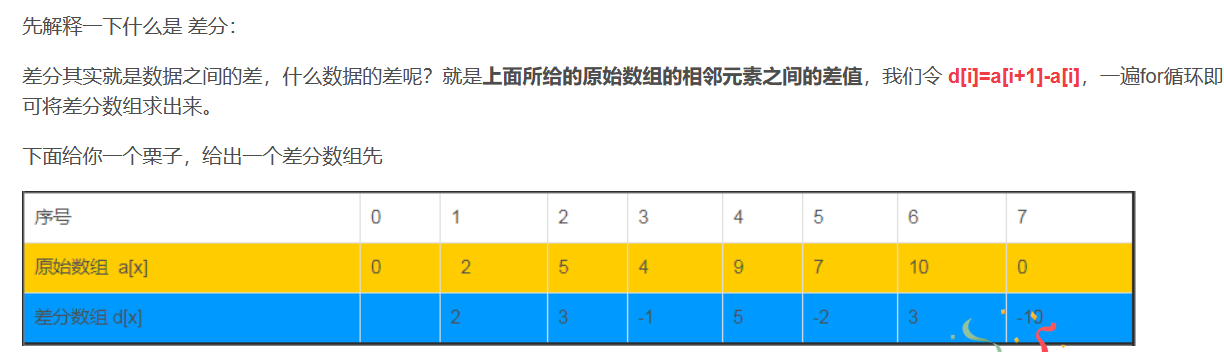 先解释一下什么是 差分：
差分其实就是数据之间的差，什么数据的差呢？就是上面所给的原始数组的相邻元素之间的差值，我们令 d[i]=a[i+1]-a[i]，一遍for循环即
可将差分数组求出来。
下面给你一个栗子，给出一个差分数组先
序号 0 1 2 3 4 5 6 7
原始数组 a[x] 0 2 5 4 9 7 10 0
差分数组 d[x] 2 3 -1 5 -2 3 -10